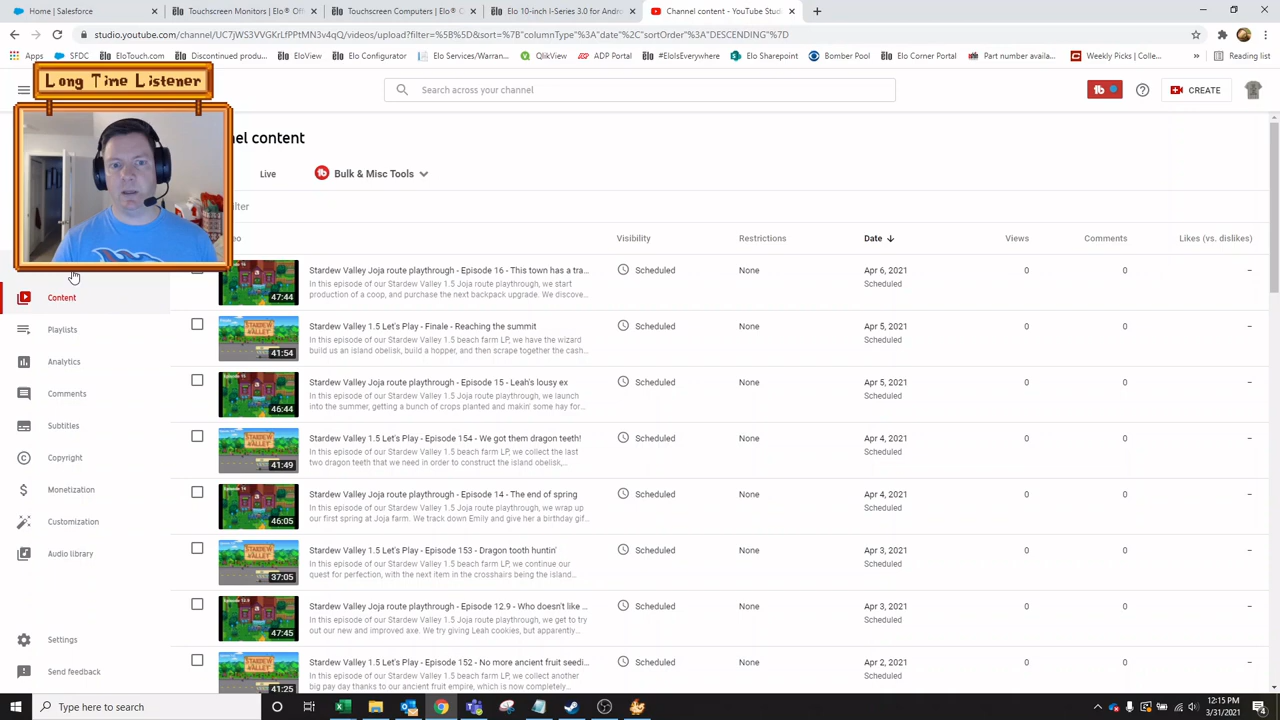 Home | Salesforce
Touchscreen Monitors | Elo® Off
Touchscreen Computers | Elo® O
Elo 10-inch I-Series 3.0 for Andro
Channel content - YouTube Studi
studio.youtube.com/channel/UC7jWS3VVGKrLfPPtMIN3v4qQ/videos/upload?filter=%5B%5D&sort=%7B"columnType"%3A"date"%2C"sortOrder"%3A"DESCENDING"%7D
Apps
SFDC
EloTouch.com
Discontinued produ...
Elo Configurator
Elo Services/Warran...
QlikView
ADP Portal
#EloIsEverywhere
Elo Sharepoint
Bomber Pool
Elo Corner Portal
Part number availa...
Weekly Picks | Colle...
»
Reading list
Long Time Listener
Search across your channel
CREATE
nel content
Live
Bulk & Misc Tools
ilter
eo
Visibility
Restrictions
Date
Views
Comments
Likes (vs. dislikes)
Content
Playlists
Analytics
Comments
Subtitles
Copyright
Monetization
Customization
Audio library
Settings
Send feedback
47:44
Stardew Valley Joja route playthrough - Episode 16 - This town has a tra...
In this episode of our Stardew Valley 1.5 Joja route playthrough, we start
production of a coop, and purchase the next backpack upgrade. We discove...
Scheduled
None
Apr 6, 2021
Scheduled
0
–
41:54
Stardew Valley 1.5 Let's Play - Finale - Reaching the summit
In this episode of our Stardew Valley 1.5 beach farm LP, we have the wizard
build us an island obelisk, buy a hopper, and then scrape together the cash...
Scheduled
None
Apr 5, 2021
Scheduled
0
–
Episode 15
46:44
Stardew Valley Joja route playthrough - Episode 15 - Leah's lousy ex
In this episode of our Stardew Valley 1.5 Joja route playthrough, we launch
into the summer, getting a bunch of crops planted and makin' some hay for...
Scheduled
None
Apr 5, 2021
Scheduled
0
–
41:49
Stardew Valley 1.5 Let's Play - Episode 154 - We got them dragon teeth!
In this episode of our Stardew Valley 1.5 beach farm LP, we collect the last
two dragon teeth that we need in order to construct the island obelisk,...
Scheduled
None
Apr 4, 2021
Scheduled
0
–
Episode 14
46:05
Stardew Valley Joja route playthrough - Episode 14 - The end of spring
In this episode of our Stardew Valley 1.5 Joja route playthrough, we wrap up
our first spring at Joja farm. We track down Emily and give her a birthday gif...
Scheduled
None
Apr 4, 2021
Scheduled
0
–
37:05
Stardew Valley 1.5 Let's Play - Episode 153 - Dragon tooth huntin'
In this episode of our Stardew Valley 1.5 beach farm LP, we continue our
quest for perfection, with the next item in the crosshairs being the island...
Scheduled
None
Apr 3, 2021
Scheduled
0
–
Episode 12.9
47:45
Stardew Valley Joja route playthrough - Episode 12.9 - Who doesn't like ...
In this episode of our Stardew Valley 1.5 Joja route playthrough, we get to try
out our new and improved axe. We try giving Leah cookies, but apparently...
Scheduled
None
Apr 3, 2021
Scheduled
0
–
41:25
Stardew Valley 1.5 Let's Play - Episode 152 - No more ancient fruit seedi...
In this episode of our Stardew Valley 1.5 beach farm LP, we collect another
big pay day thanks to our ancient fruit empire, which is now completely...
Scheduled
None
Apr 2, 2021
Scheduled
0
–
Type here to search
12:15 PM
3/31/2021